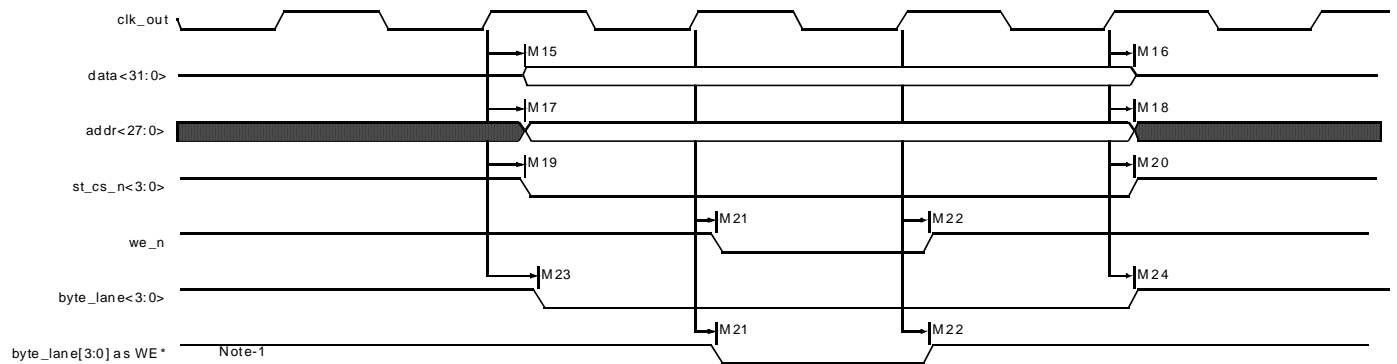 clk_out
M15 M16
data<31:0>
M17 M18
addr<27:0>
M19 M20
st_cs_n<3:0>
M21 M22
we_n
M23 M24
byte_lane<3:0>
M21 M22
byte_lane[3:0] as WE* Note-1